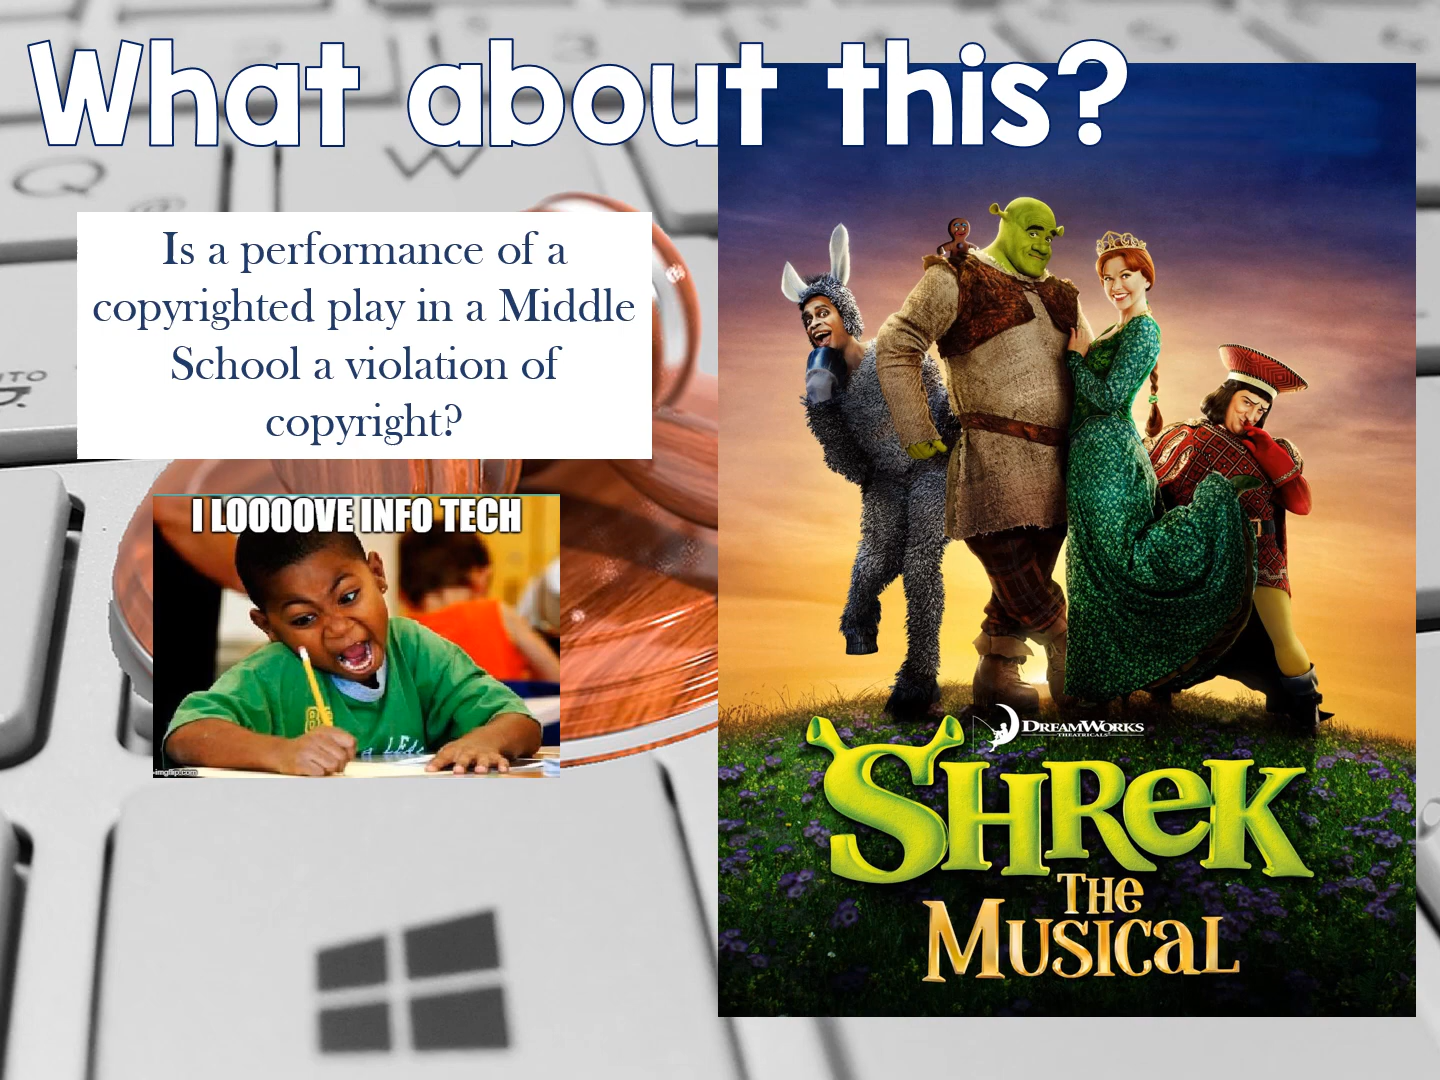 What about this?
Is a performance of a
copyrighted play in a Middle
School a violation of
copyright?
I LOOOOVE INFO TECH
imgflip.com
DREAMWORKS
THEATRICALS
SHREK
THE
MUSICAL
Q
W